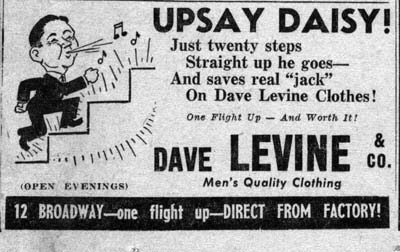 UPSAY DAISY!
Just twenty steps
Straight up he goes—
And saves real "jack"
On Dave Levine Clothes!
One Flight Up — And Worth It!
DAVE LEVINE & CO.
Men's Quality Clothing
(OPEN EVENINGS)
12 BROADWAY—one flight up—DIRECT FROM FACTORY!